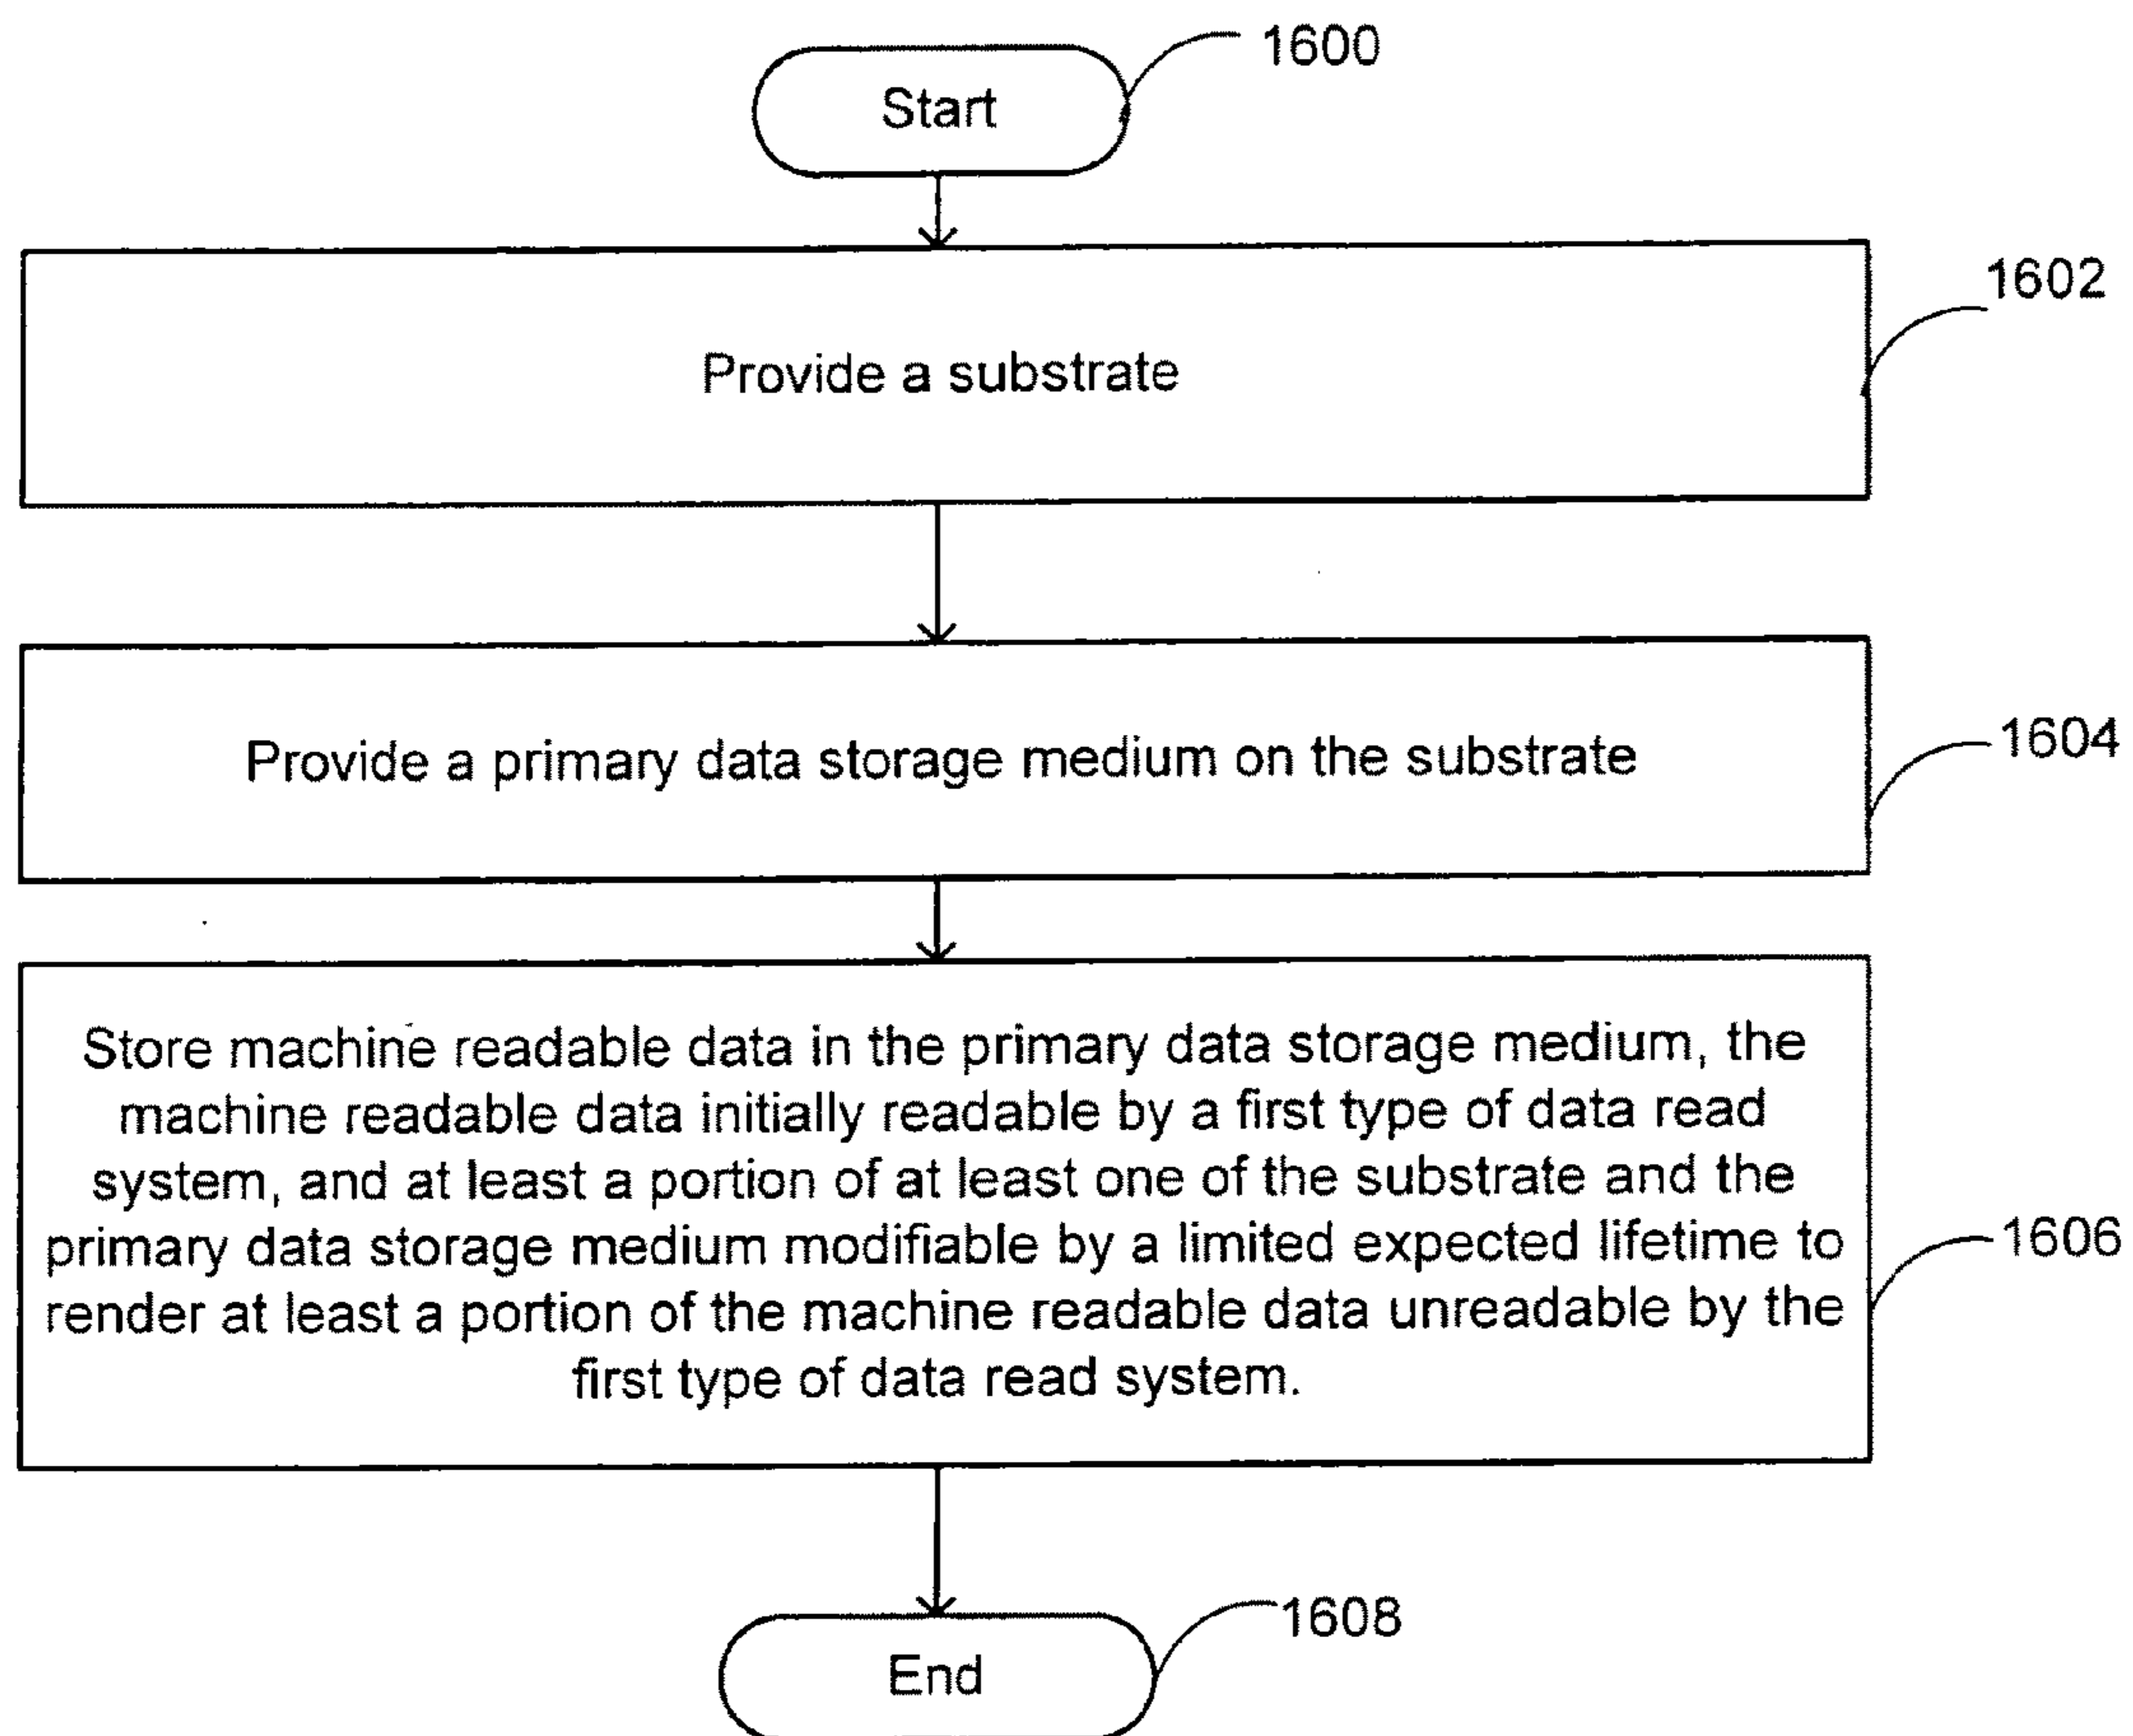 1600
Start
1602
Provide a substrate
1604
Provide a primary data storage medium on the substrate
Store machine readable data in the primary data storage medium, the
machine readable data initially readable by a first type of data read
system, and at least a portion of at least one of the substrate and the
primary data storage medium modifiable by a limited expected lifetime to
render at least a portion of the machine readable data unreadable by the
first type of data read system.
1606
1608
End